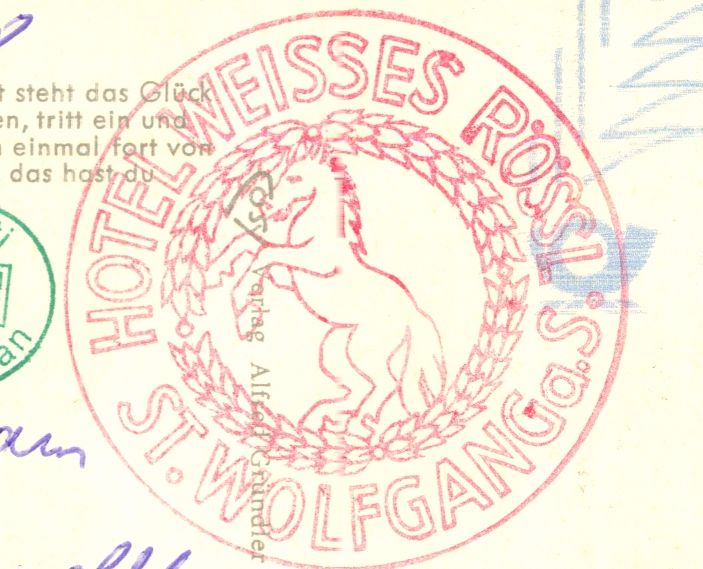 t steht das Glück
en, tritt ein und
n einmal fort von
das hast du
HOTEL WEISSES RÖSSL
ST. WOLFGANG a. S.
Verlag Alfred Gründler
an